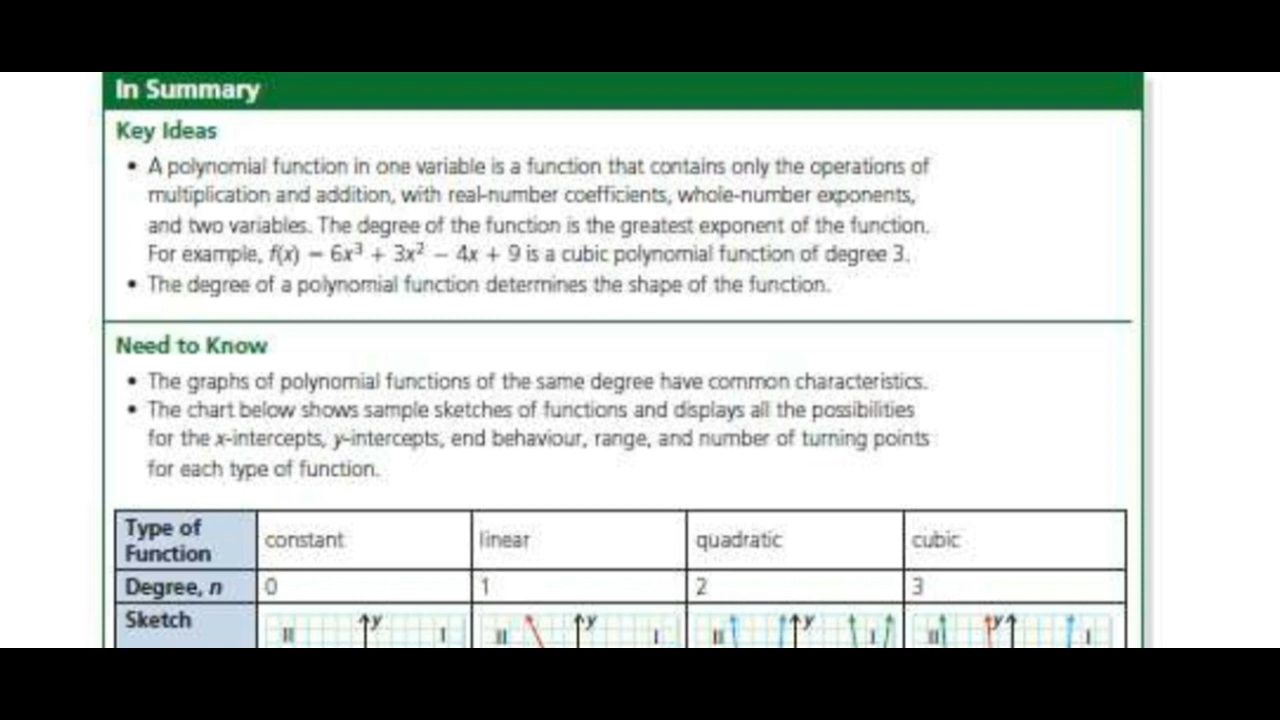 In Summary
Key Ideas
• A polynomial function in one variable is a function that contains only the operations of
multiplication and addition, with real-number coefficients, whole-number exponents,
and two variables. The degree of the function is the greatest exponent of the function.
For example, f(x) = 6x³ + 3x² − 4x + 9 is a cubic polynomial function of degree 3.
• The degree of a polynomial function determines the shape of the function.
Need to Know
• The graphs of polynomial functions of the same degree have common characteristics.
• The chart below shows sample sketches of functions and displays all the possibilities
for the x-intercepts, y-intercepts, end behaviour, range, and number of turning points
for each type of function.
Type of Function constant linear quadratic cubic
Degree, n 0 1 2 3
Sketch II y I II y I II y I II y I